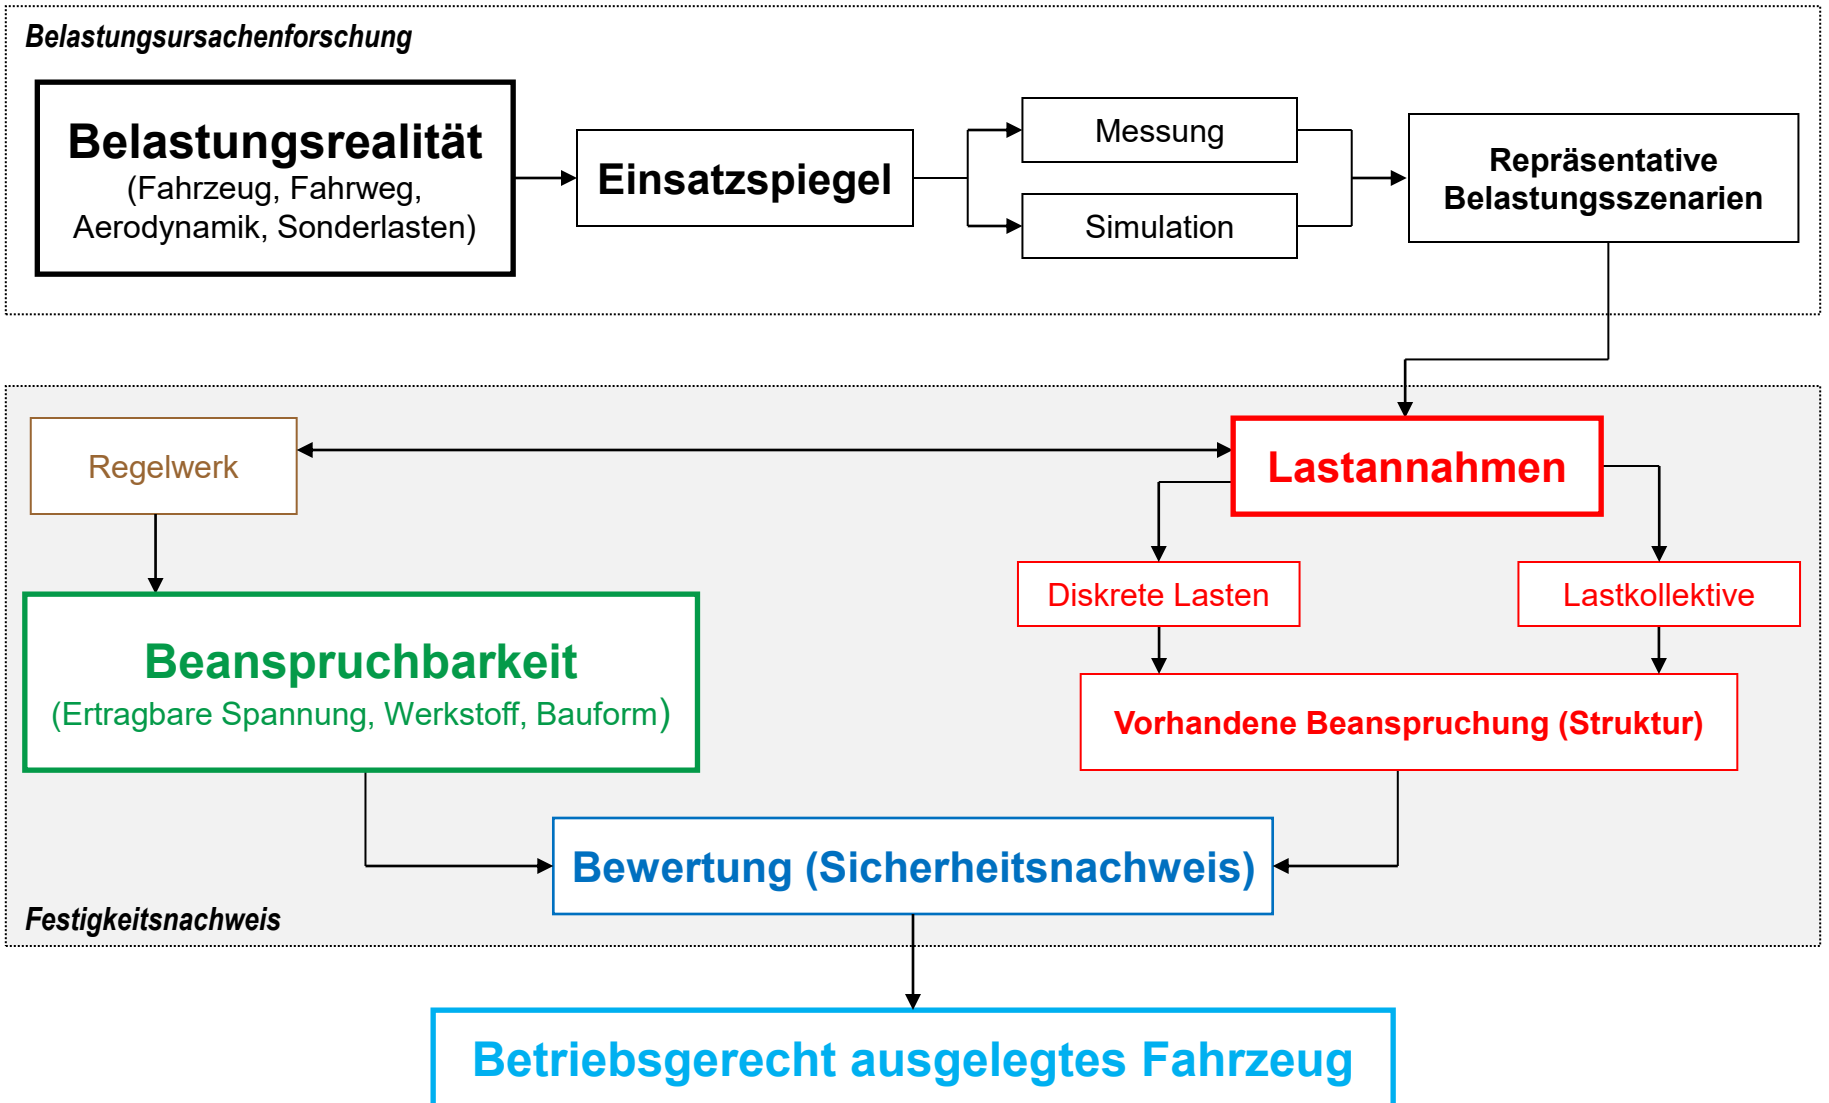 Belastungsursachenforschung
Belastungsrealität
(Fahrzeug, Fahrweg,
Aerodynamik, Sonderlasten)
Einsatzspiegel
Messung
Simulation
Repräsentative
Belastungsszenarien
Regelwerk
Lastannahmen
Diskrete Lasten
Lastkollektive
Beanspruchbarkeit
(Ertragbare Spannung, Werkstoff, Bauform)
Vorhandene Beanspruchung (Struktur)
Bewertung (Sicherheitsnachweis)
Festigkeitsnachweis
Betriebsgerecht ausgelegtes Fahrzeug